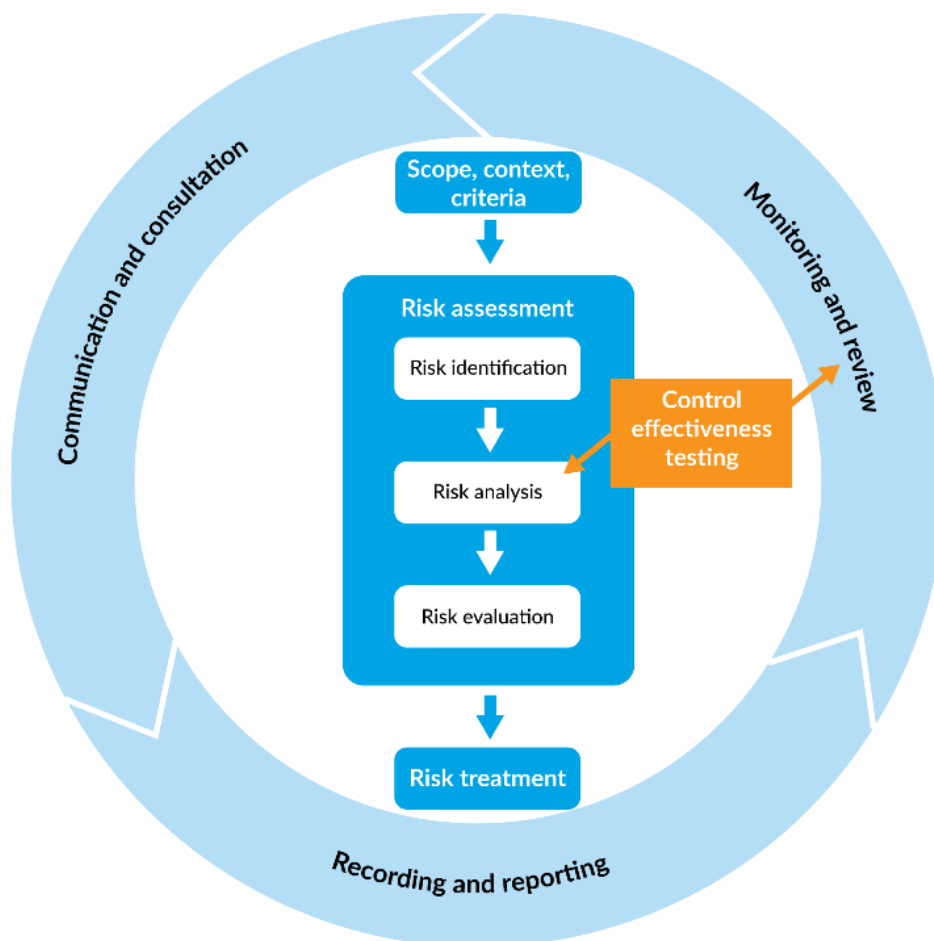 Scope, context,
criteria
Risk assessment
Risk identification
Risk analysis
Risk evaluation
Risk treatment
Control
effectiveness
testing
Communication and consultation
Monitoring and review
Recording and reporting